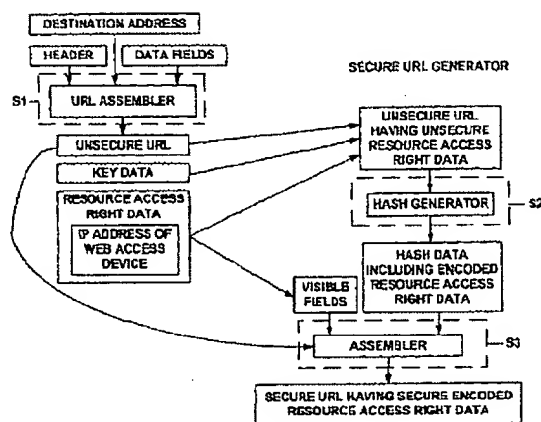 DESTINATION ADDRESS
HEADER
DATA FIELDS
S1
URL ASSEMBLER
UNSECURE URL
KEY DATA
RESOURCE ACCESS
RIGHT DATA
IP ADDRESS OF
WEB ACCESS
DEVICE
SECURE URL GENERATOR
UNSECURE URL
HAVING UNSECURE
RESOURCE ACCESS
RIGHT DATA
HASH GENERATOR
S2
HASH DATA
INCLUDING ENCODED
RESOURCE ACCESS
RIGHT DATA
VISIBLE
FIELDS
ASSEMBLER
S3
SECURE URL HAVING SECURE ENCODED
RESOURCE ACCESS RIGHT DATA